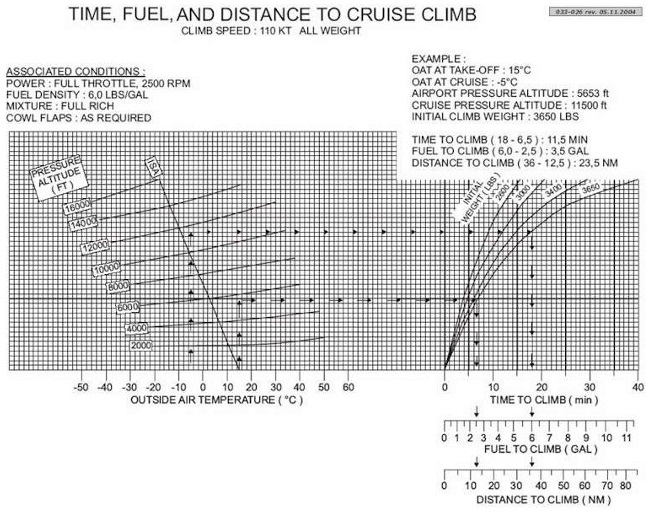 TIME, FUEL, AND DISTANCE TO CRUISE CLIMB
CLIMB SPEED : 110 KT ALL WEIGHT
033-026 rev. 05.11.2004
ASSOCIATED CONDITIONS :
POWER : FULL THROTTLE, 2500 RPM
FUEL DENSITY : 6,0 LBS/GAL
MIXTURE : FULL RICH
COWL FLAPS : AS REQUIRED
EXAMPLE :
OAT AT TAKE-OFF : 15°C
OAT AT CRUISE : -5°C
AIRPORT PRESSURE ALTITUDE : 5653 ft
CRUISE PRESSURE ALTITUDE : 11500 ft
INITIAL CLIMB WEIGHT : 3650 LBS
TIME TO CLIMB ( 18 - 6,5 ) : 11,5 MIN
FUEL TO CLIMB ( 6,0 - 2,5 ) : 3,5 GAL
DISTANCE TO CLIMB ( 36 - 12,5 ) : 23,5 NM
PRESSURE
ALTITUDE
( FT )
ISA
16000
14000
12000
10000
8000
6000
4000
2000
INITIAL
WEIGHT ( LBS )
3000
3400
3650
-50 -40 -30 -20 -10 0 10 20 30 40 50 60
OUTSIDE AIR TEMPERATURE ( °C )
0 10 20 30 40
TIME TO CLIMB ( min )
0 1 2 3 4 5 6 7 8 9 10 11
FUEL TO CLIMB ( GAL )
0 10 20 30 40 50 60 70 80
DISTANCE TO CLIMB ( NM )